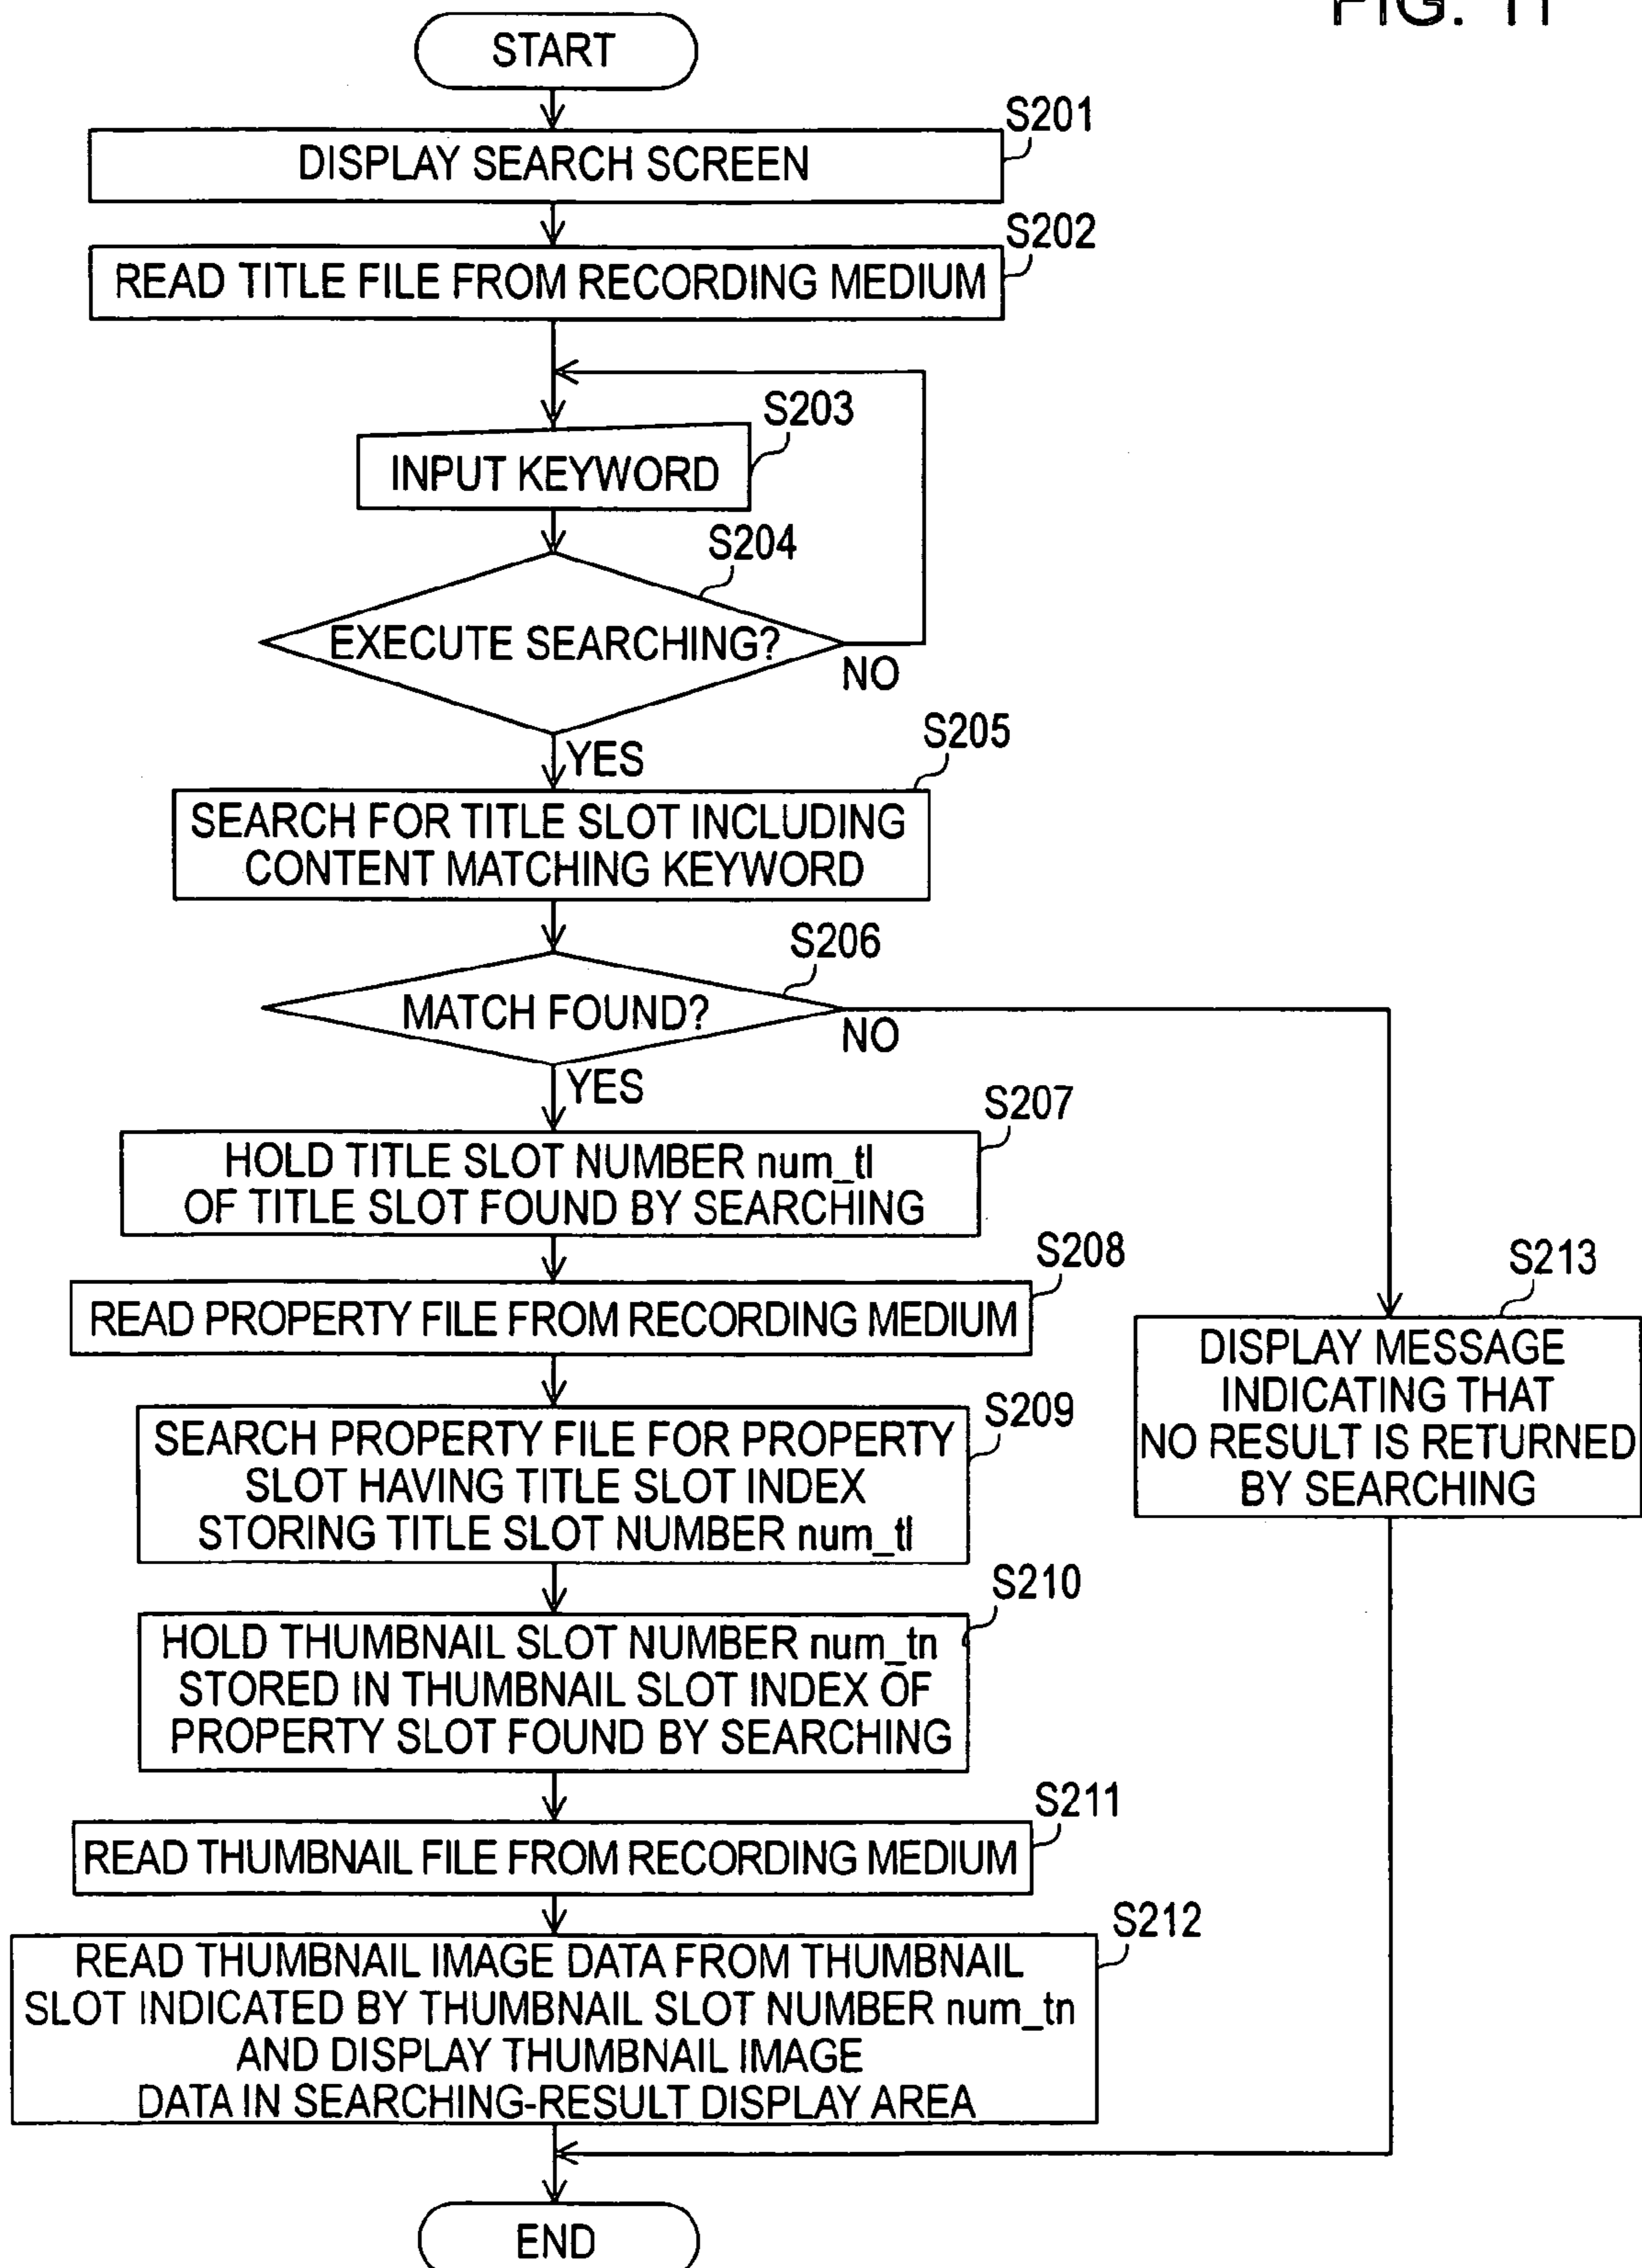 FIG. 11
START
S201
DISPLAY SEARCH SCREEN
S202
READ TITLE FILE FROM RECORDING MEDIUM
S203
INPUT KEYWORD
S204
EXECUTE SEARCHING?
NO
YES
S205
SEARCH FOR TITLE SLOT INCLUDING
CONTENT MATCHING KEYWORD
S206
MATCH FOUND?
NO
YES
S207
HOLD TITLE SLOT NUMBER num_tl
OF TITLE SLOT FOUND BY SEARCHING
S208
READ PROPERTY FILE FROM RECORDING MEDIUM
S213
DISPLAY MESSAGE
INDICATING THAT
NO RESULT IS RETURNED
BY SEARCHING
S209
SEARCH PROPERTY FILE FOR PROPERTY
SLOT HAVING TITLE SLOT INDEX
STORING TITLE SLOT NUMBER num_tl
S210
HOLD THUMBNAIL SLOT NUMBER num_tn
STORED IN THUMBNAIL SLOT INDEX OF
PROPERTY SLOT FOUND BY SEARCHING
S211
READ THUMBNAIL FILE FROM RECORDING MEDIUM
S212
READ THUMBNAIL IMAGE DATA FROM THUMBNAIL
SLOT INDICATED BY THUMBNAIL SLOT NUMBER num_tn
AND DISPLAY THUMBNAIL IMAGE
DATA IN SEARCHING-RESULT DISPLAY AREA
END